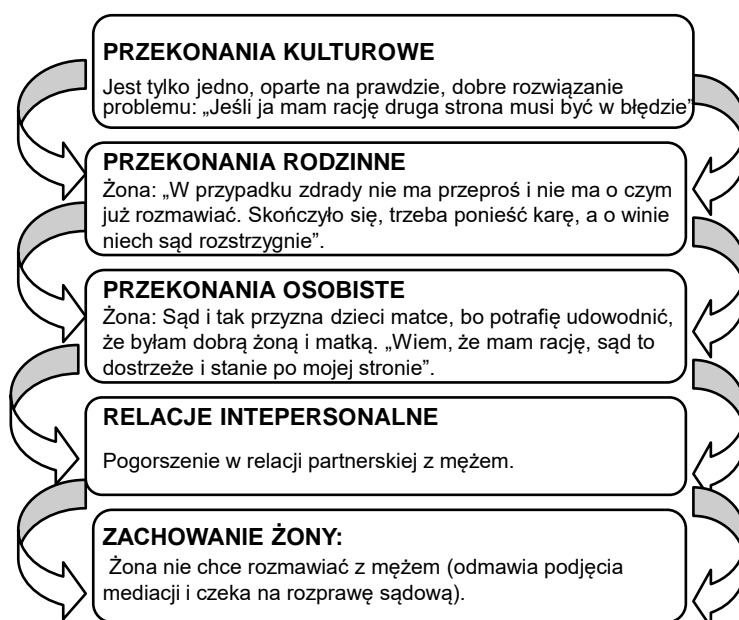 PRZEKONANIA KULTUROWE
Jest tylko jedno, oparte na prawdzie, dobre rozwiązanie
problemu: „Jeśli ja mam rację druga strona musi być w błędzie”
PRZEKONANIA RODZINNE
Żona: „W przypadku zdrady nie ma przeproś i nie ma o czym
już rozmawiać. Skończyło się, trzeba ponieść karę, a o winie
niech sąd rozstrzygnie”.
PRZEKONANIA OSOBISTE
Żona: Sąd i tak przyzna dzieci matce, bo potrafię udowodnić,
że byłam dobrą żoną i matką. „Wiem, że mam rację, sąd to
dostrzeże i stanie po mojej stronie”.
RELACJE INTEPERSONALNE
Pogorszenie w relacji partnerskiej z mężem.
ZACHOWANIE ŻONY:
Żona nie chce rozmawiać z mężem (odmawia podjęcia
mediacji i czeka na rozprawę sądową).